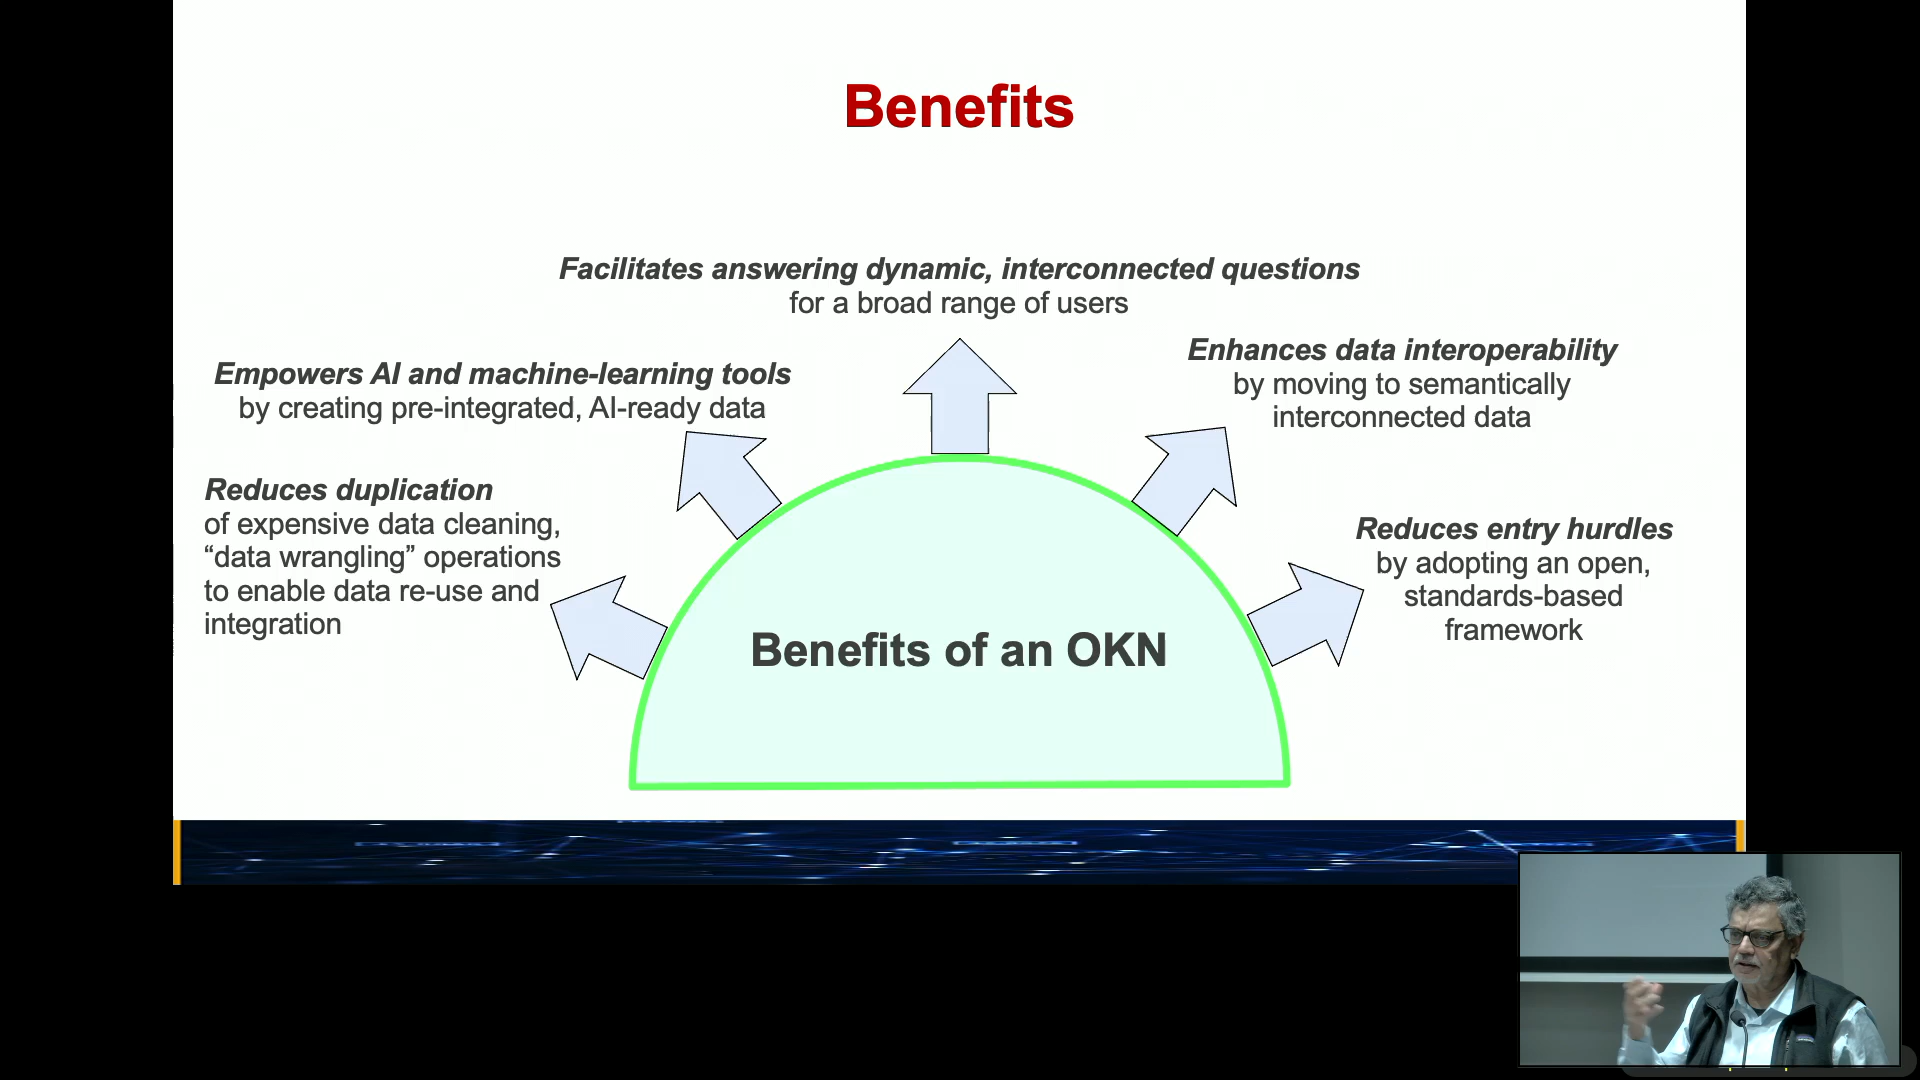 Benefits
Facilitates answering dynamic, interconnected questions
for a broad range of users
Empowers AI and machine-learning tools
by creating pre-integrated, AI-ready data
Enhances data interoperability
by moving to semantically
interconnected data
Reduces duplication
of expensive data cleaning,
“data wrangling” operations
to enable data re-use and
integration
Reduces entry hurdles
by adopting an open,
standards-based
framework
Benefits of an OKN